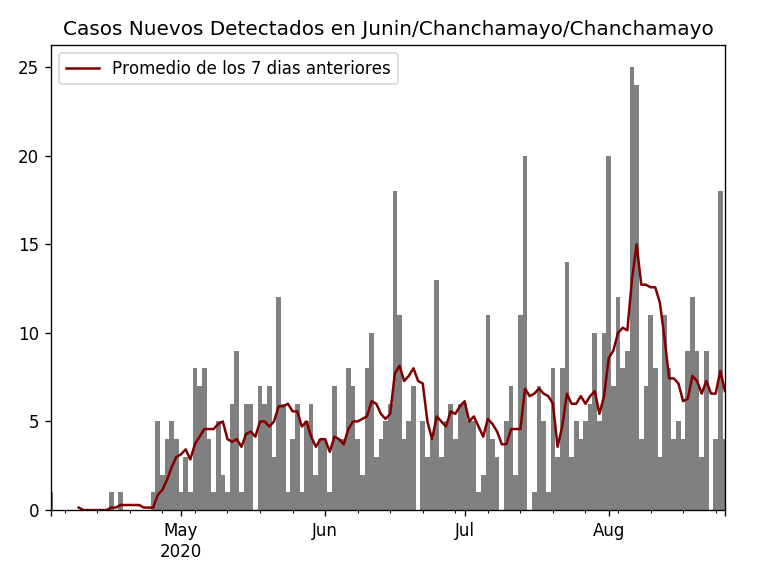 Casos Nuevos Detectados en Junin/Chanchamayo/Chanchamayo
Promedio de los 7 dias anteriores
25
20
15
10
5
0
May
2020
Jun
Jul
Aug